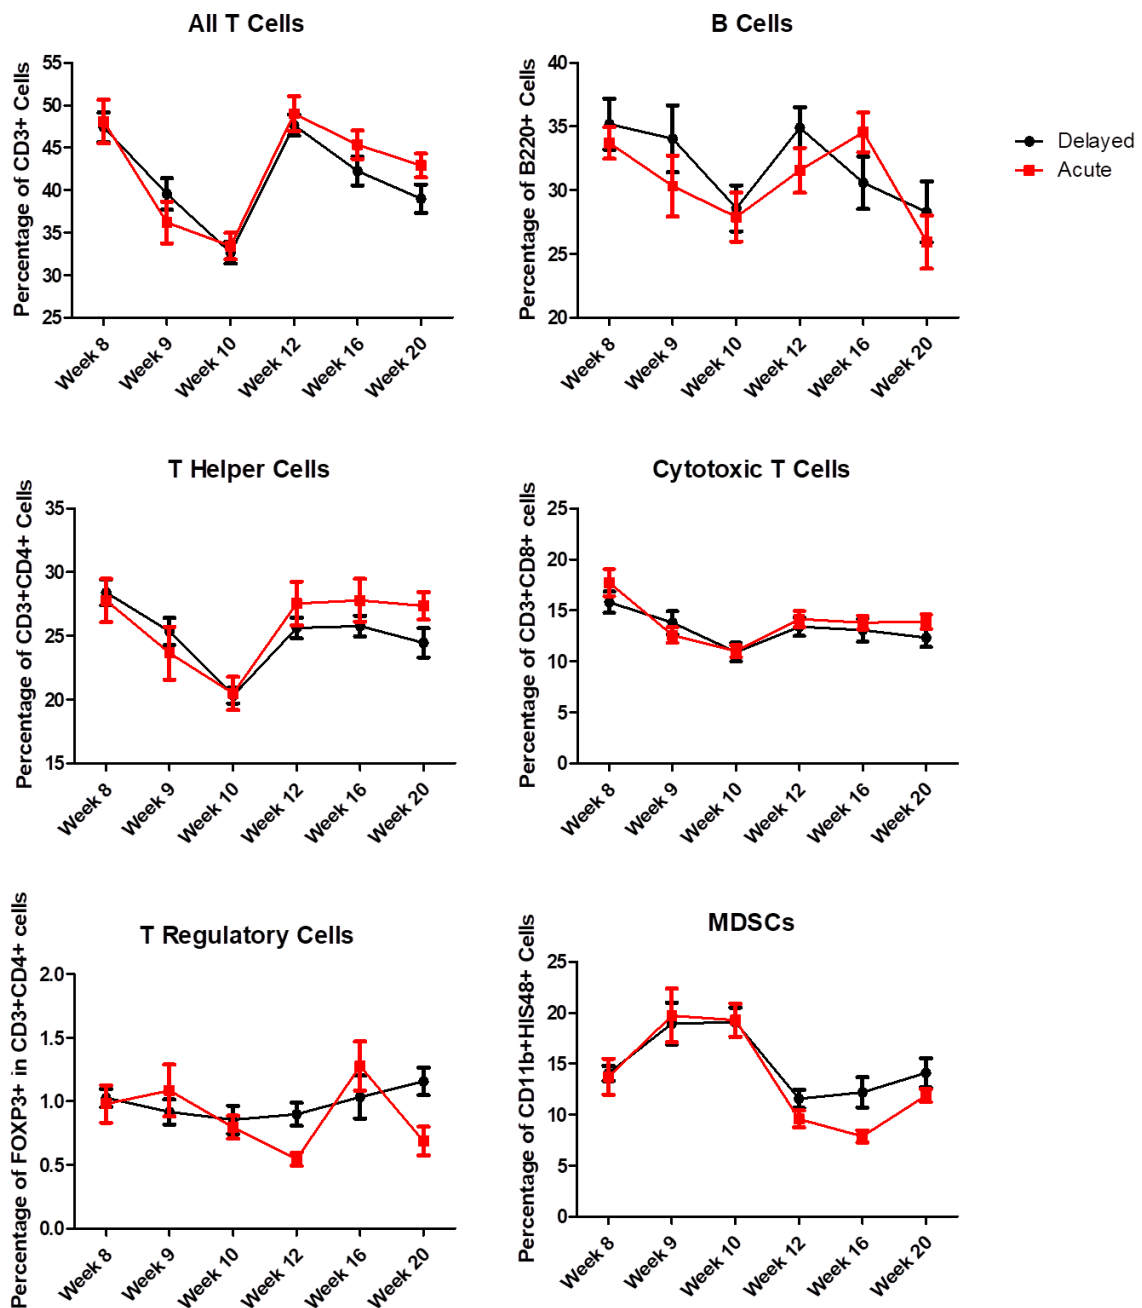 All T Cells
Percentage of CD3+ Cells
50
45
40
35
30
25
55
Week 8
Week 9
Week 10
Week 12
Week 16
Week 20
B Cells
Percentage of B220+ Cells
40
35
30
25
20
Week 8
Week 9
Week 10
Week 12
Week 16
Week 20
Delayed
Acute
T Helper Cells
Percentage of CD3+CD4+ Cells
35
30
25
20
15
Week 8
Week 9
Week 10
Week 12
Week 16
Week 20
Cytotoxic T Cells
Percentage of CD3+CD8+ cells
25
20
15
10
5
0
Week 8
Week 9
Week 10
Week 12
Week 16
Week 20
T Regulatory Cells
Percentage of FOXP3+ in CD3+CD4+ cells
2.0
1.5
1.0
0.5
0.0
Week 8
Week 9
Week 10
Week 12
Week 16
Week 20
MDSCs
Percentage of CD11b+HIS48+ Cells
25
20
15
10
5
0
Week 8
Week 9
Week 10
Week 12
Week 16
Week 20